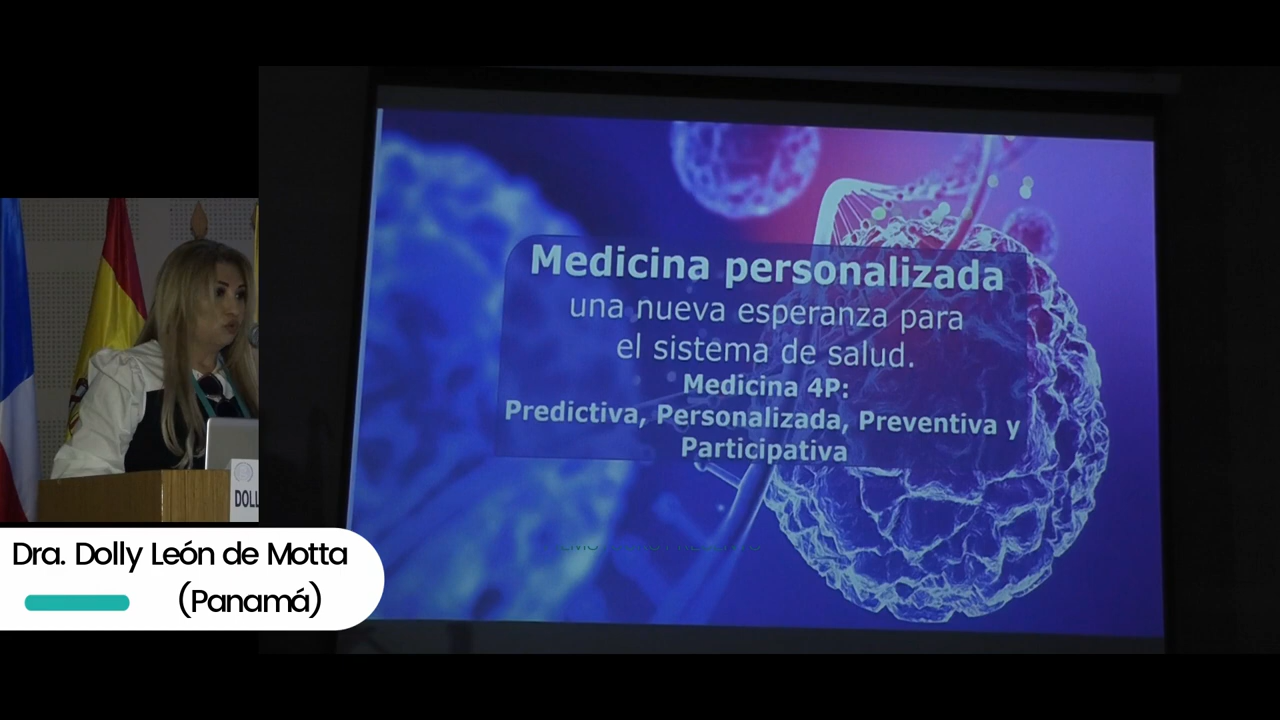 Medicina personalizada
una nueva esperanza para
el sistema de salud.
Medicina 4P:
Predictiva, Personalizada, Preventiva y
Participativa
DOLL
Dra. Dolly León de Motta
(Panamá)